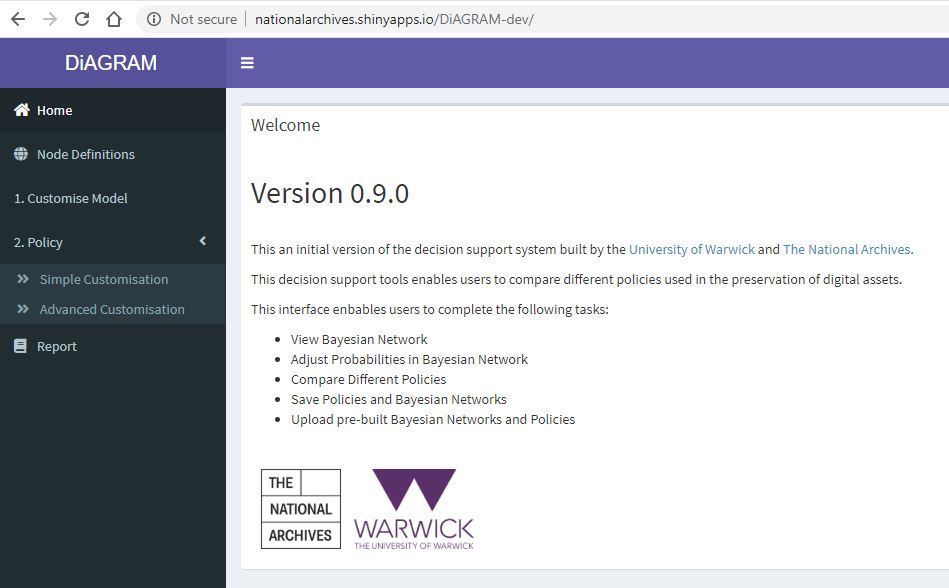 Not secure | nationalarchives.shinyapps.io/DiAGRAM-dev/
DiAGRAM
Home
Node Definitions
1. Customise Model
2. Policy
Simple Customisation
Advanced Customisation
Report
Welcome
Version 0.9.0
This an initial version of the decision support system built by the University of Warwick and The National Archives.
This decision support tools enables users to compare different policies used in the preservation of digital assets.
This interface enbables users to complete the following tasks:
• View Bayesian Network
• Adjust Probabilities in Bayesian Network
• Compare Different Policies
• Save Policies and Bayesian Networks
• Upload pre-built Bayesian Networks and Policies
THE
NATIONAL
ARCHIVES
WARWICK
THE UNIVERSITY OF WARWICK